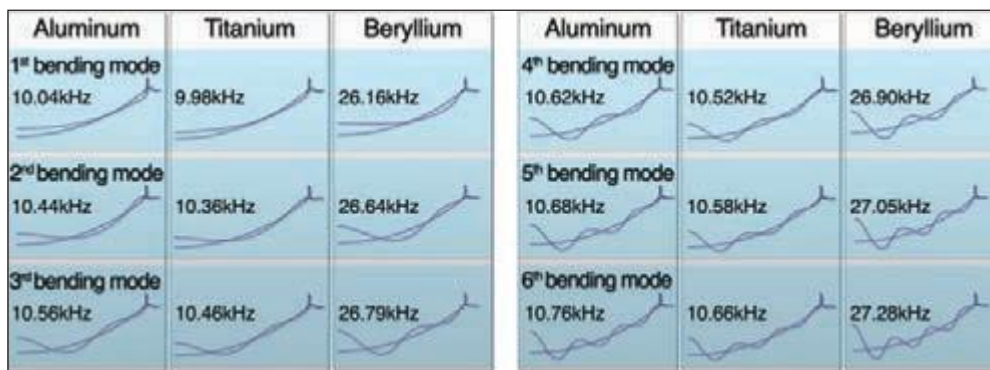 Aluminum Titanium Beryllium
1st bending mode
10.04kHz 9.98kHz 26.16kHz
2nd bending mode
10.44kHz 10.36kHz 26.64kHz
3rd bending mode
10.56kHz 10.46kHz 26.79kHz
Aluminum Titanium Beryllium
4th bending mode
10.62kHz 10.52kHz 26.90kHz
5th bending mode
10.68kHz 10.58kHz 27.05kHz
6th bending mode
10.76kHz 10.66kHz 27.28kHz